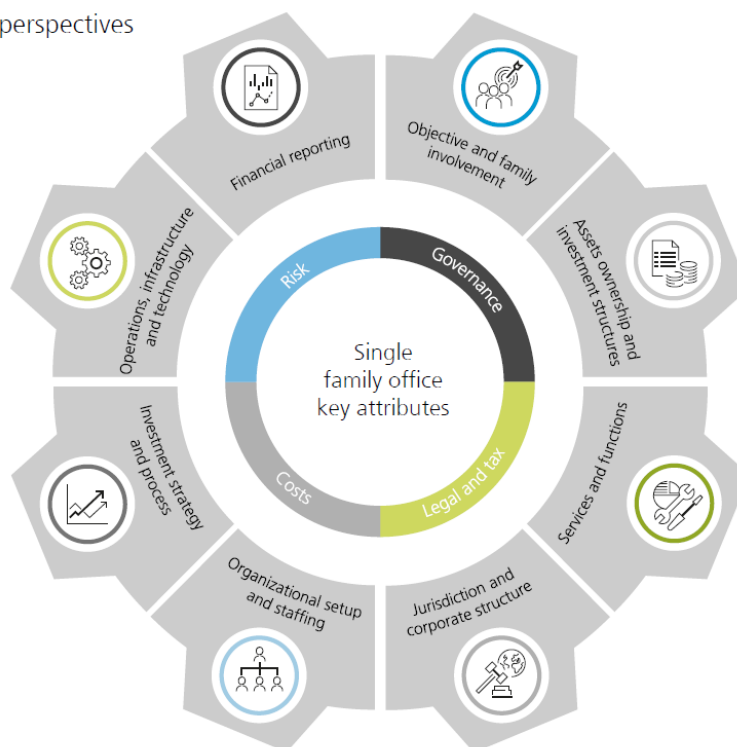 perspectives
Objective and family
involvement
Assets ownership and
investment structures
Services and functions
Jurisdiction and
corporate structure
Organizational setup
and staffing
Investment strategy
and process
Operations, infrastructure
and technology
Financial reporting
Risk
Governance
Legal and tax
Costs
Single
family office
key attributes